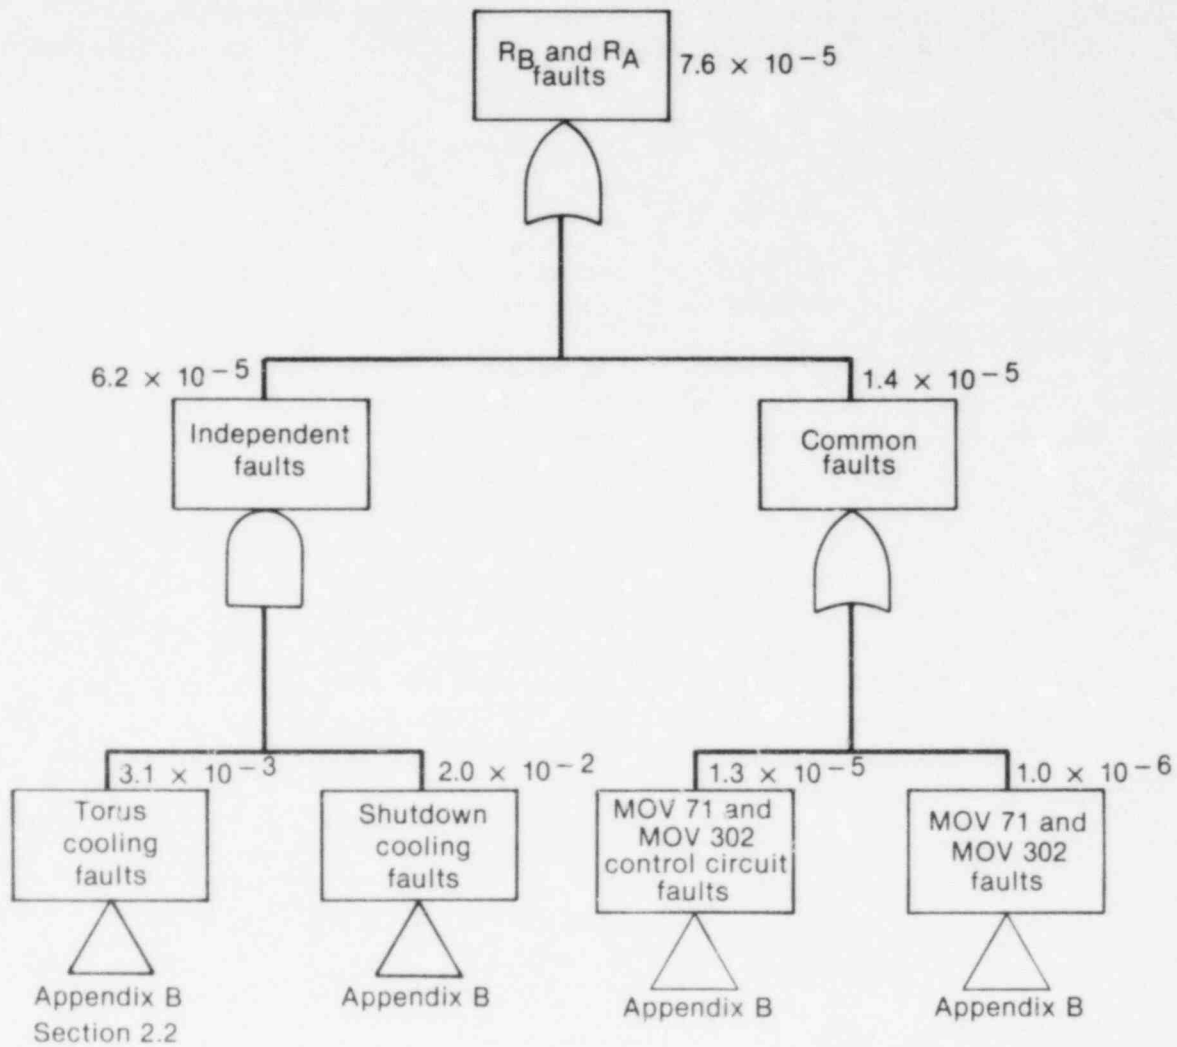 R_B and R_A
faults
7.6 × 10⁻⁵
6.2 × 10⁻⁵
1.4 × 10⁻⁵
Independent
faults
Common
faults
3.1 × 10⁻³
2.0 × 10⁻²
1.3 × 10⁻⁵
1.0 × 10⁻⁶
Torus
cooling
faults
Shutdown
cooling
faults
MOV 71 and
MOV 302
control circuit
faults
MOV 71 and
MOV 302
faults
Appendix B
Section 2.2
Appendix B
Appendix B
Appendix B